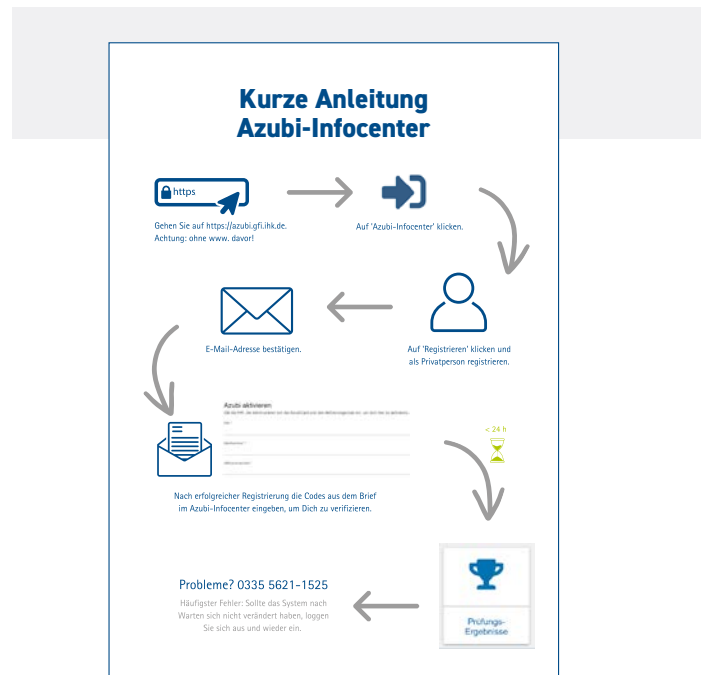 Kurze Anleitung
Azubi-Infocenter
https
Gehen Sie auf https://azubi.gfi.ihk.de.
Achtung: ohne www. davor!
Auf 'Azubi-Infocenter' klicken.
E-Mail-Adresse bestätigen.
Auf 'Registrieren' klicken und
als Privatperson registrieren.
Azubi aktivieren
< 24 h
Nach erfolgreicher Registrierung die Codes aus dem Brief
im Azubi-Infocenter eingeben, um Dich zu verifizieren.
Probleme? 0335 5621-1525
Häufigster Fehler: Sollte das System nach
Warten sich nicht verändert haben, loggen
Sie sich aus und wieder ein.
Prüfungs-
Ergebnisse